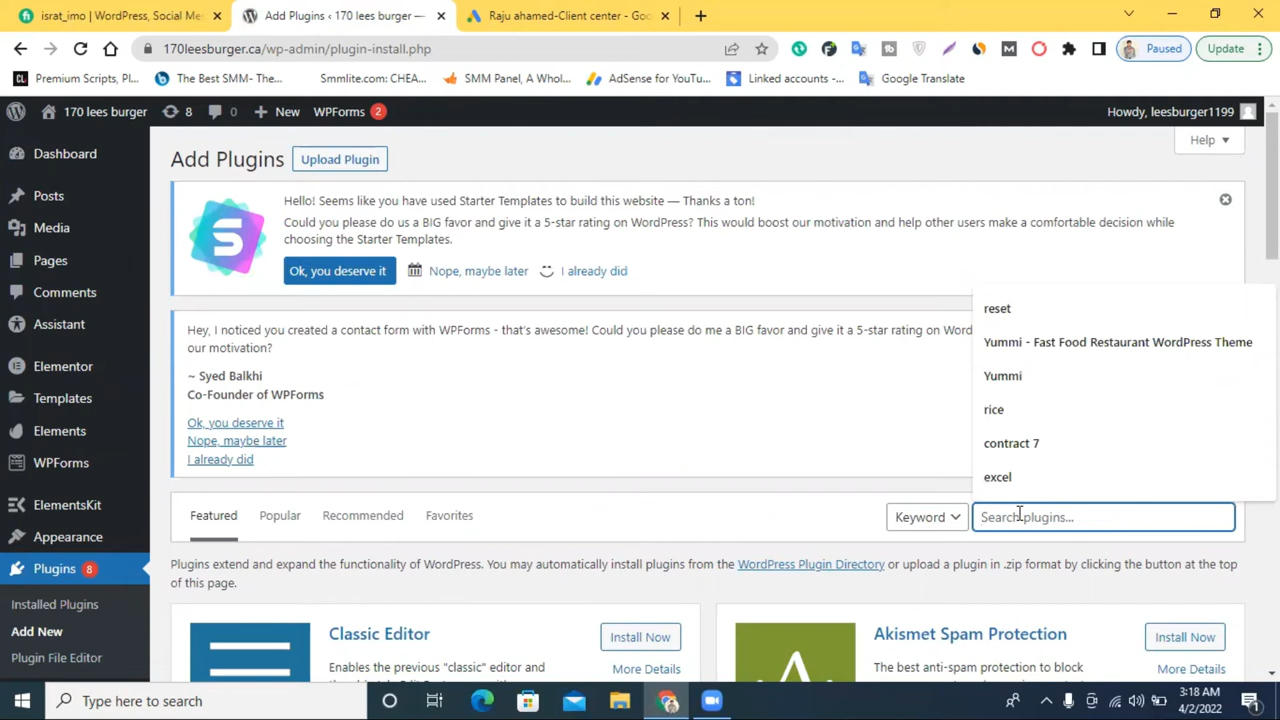 israt_imo | WordPress, Social Me
Add Plugins ‹ 170 lees burger —
Raju ahamed-Client center - Goo
170leesburger.ca/wp-admin/plugin-install.php
Paused
Update
Premium Scripts, Pl...
The Best SMM- The...
Smmlite.com: CHEA...
SMM Panel, A Whol...
AdSense for YouTu...
Linked accounts -...
Google Translate
170 lees burger
8
0
New
WPForms 2
Howdy, leesburger1199
Dashboard
Posts
Media
Pages
Comments
Assistant
Elementor
Templates
Elements
WPForms
ElementsKit
Appearance
Plugins 8
Installed Plugins
Add New
Plugin File Editor
Add Plugins
Upload Plugin
Help
Hello! Seems like you have used Starter Templates to build this website — Thanks a ton!
Could you please do us a BIG favor and give it a 5-star rating on WordPress? This would boost our motivation and help other users make a comfortable decision while
choosing the Starter Templates.
Ok, you deserve it
Nope, maybe later
I already did
Hey, I noticed you created a contact form with WPForms - that's awesome! Could you please do me a BIG favor and give it a 5-star rating on Word
our motivation?
~ Syed Balkhi
Co-Founder of WPForms
Ok, you deserve it
Nope, maybe later
I already did
reset
Yummi - Fast Food Restaurant WordPress Theme
Yummi
rice
contract 7
excel
Featured
Popular
Recommended
Favorites
Keyword
Search plugins...
Plugins extend and expand the functionality of WordPress. You may automatically install plugins from the WordPress Plugin Directory or upload a plugin in .zip format by clicking the button at the top
of this page.
Classic Editor
Install Now
Enables the previous "classic" editor and
More Details
Akismet Spam Protection
Install Now
The best anti-spam protection to block
More Details
Type here to search
3:18 AM
4/2/2022